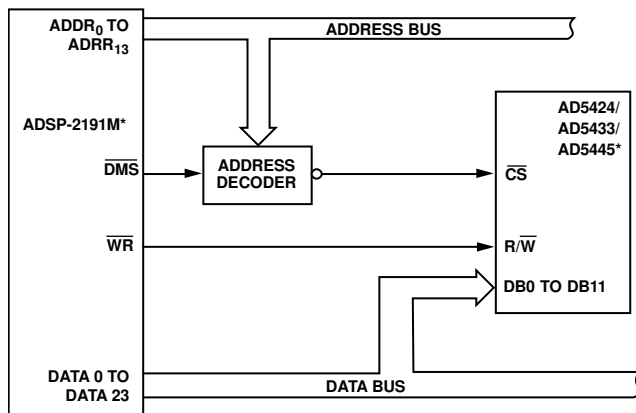 ADDR0 TO
ADRR13
ADDRESS BUS
ADSP-2191M*
AD5424/
AD5433/
AD5445*
DMS
ADDRESS
DECODER
CS
WR
R/W
DB0 TO DB11
DATA 0 TO
DATA 23
DATA BUS